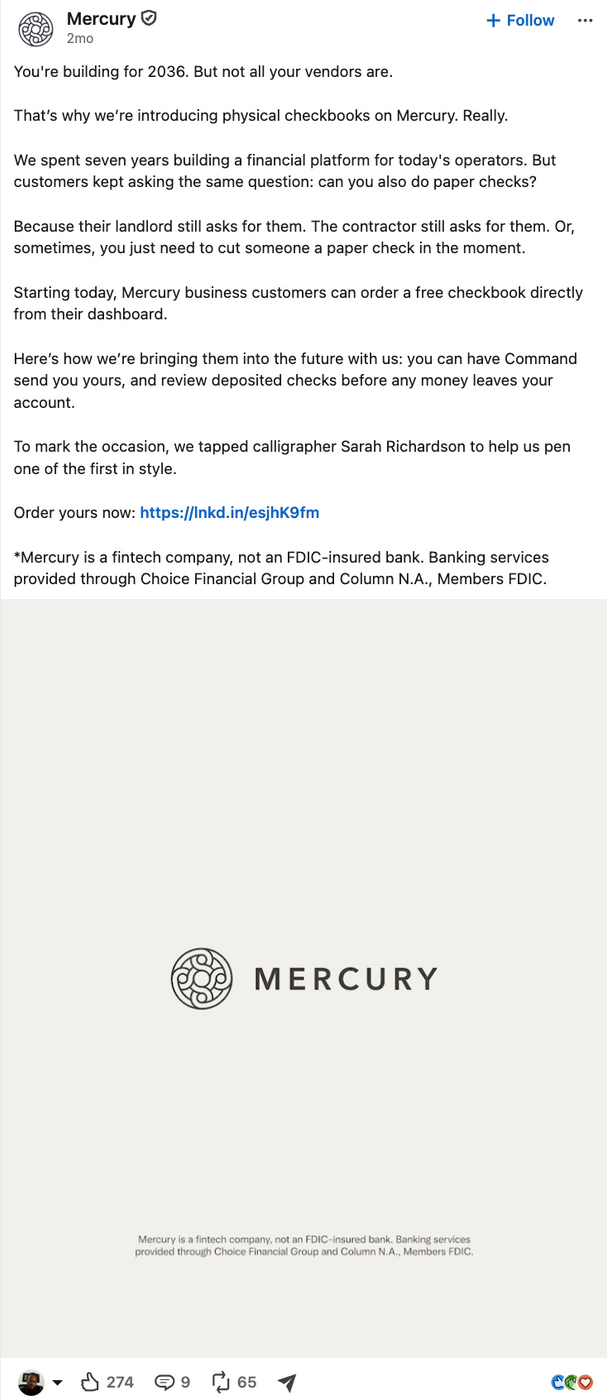 Mercury
+ Follow
2mo
You're building for 2036. But not all your vendors are.
That’s why we’re introducing physical checkbooks on Mercury. Really.
We spent seven years building a financial platform for today's operators. But
customers kept asking the same question: can you also do paper checks?
Because their landlord still asks for them. The contractor still asks for them. Or,
sometimes, you just need to cut someone a paper check in the moment.
Starting today, Mercury business customers can order a free checkbook directly
from their dashboard.
Here’s how we’re bringing them into the future with us: you can have Command
send you yours, and review deposited checks before any money leaves your
account.
To mark the occasion, we tapped calligrapher Sarah Richardson to help us pen
one of the first in style.
Order yours now: https://lnkd.in/esjhK9fm
*Mercury is a fintech company, not an FDIC-insured bank. Banking services
provided through Choice Financial Group and Column N.A., Members FDIC.
MERCURY
Mercury is a fintech company, not an FDIC-insured bank. Banking services
provided through Choice Financial Group and Column N.A., Members FDIC.
274
9
65